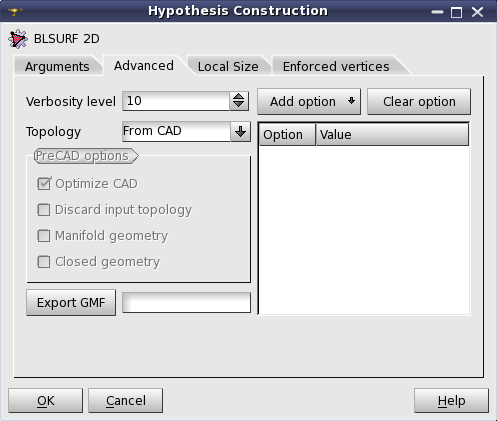 Hypothesis Construction
BLSURF 2D
Arguments
Advanced
Local Size
Enforced vertices
Verbosity level
10
Add option
Clear option
Topology
From CAD
Option
Value
PreCAD options
Optimize CAD
Discard input topology
Manifold geometry
Closed geometry
Export GMF
OK
Cancel
Help